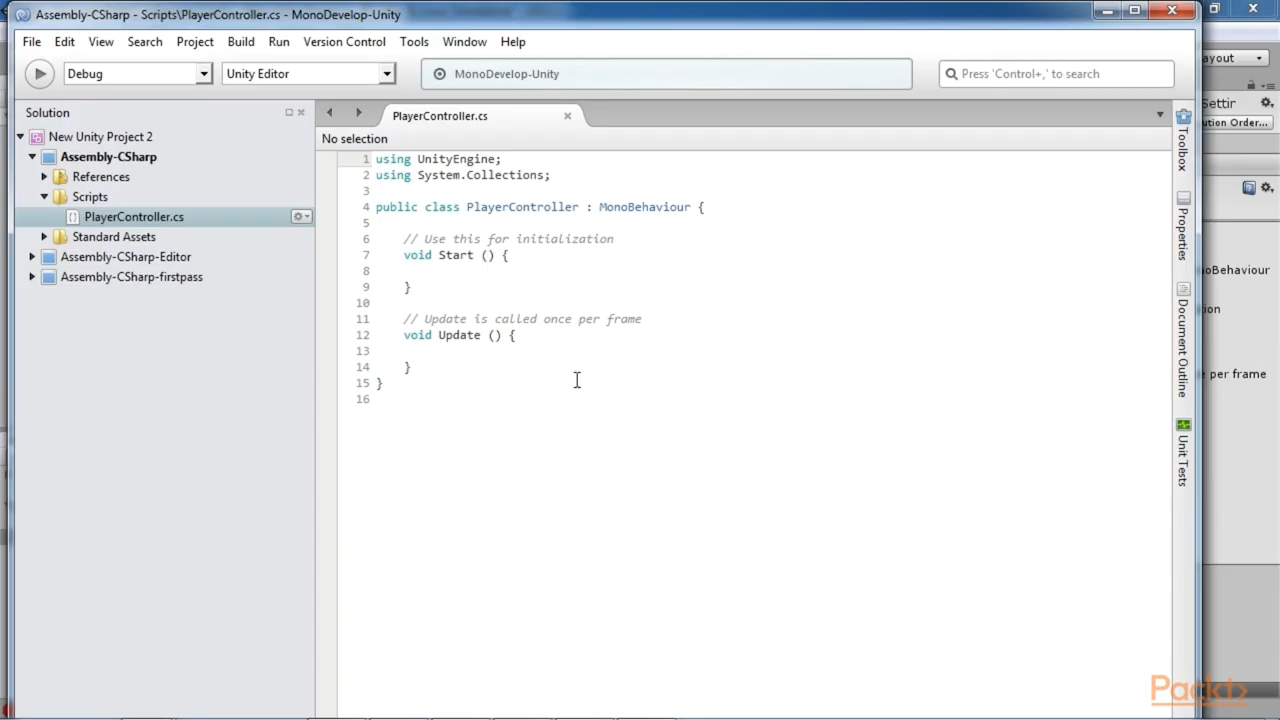 Assembly-CSharp - Scripts\PlayerController.cs - MonoDevelop-Unity
File Edit View Search Project Build Run Version Control Tools Window Help
Debug Unity Editor MonoDevelop-Unity Press 'Control+,' to search
Solution
New Unity Project 2
Assembly-CSharp
References
Scripts
PlayerController.cs
Standard Assets
Assembly-CSharp-Editor
Assembly-CSharp-firstpass
PlayerController.cs
No selection
1 using UnityEngine;
2 using System.Collections;
3
4 public class PlayerController : MonoBehaviour {
5
6 // Use this for initialization
7 void Start () {
8
9 }
10
11 // Update is called once per frame
12 void Update () {
13
14 }
15 }
16
Toolbox
Properties
Document Outline
Unit Tests
ayout
Settir
ution Order...
oBehaviour
ion
e per frame
Packt>